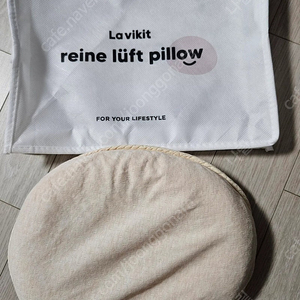 La vikit
reine lüft pillow
FOR YOUR LIFESTYLE